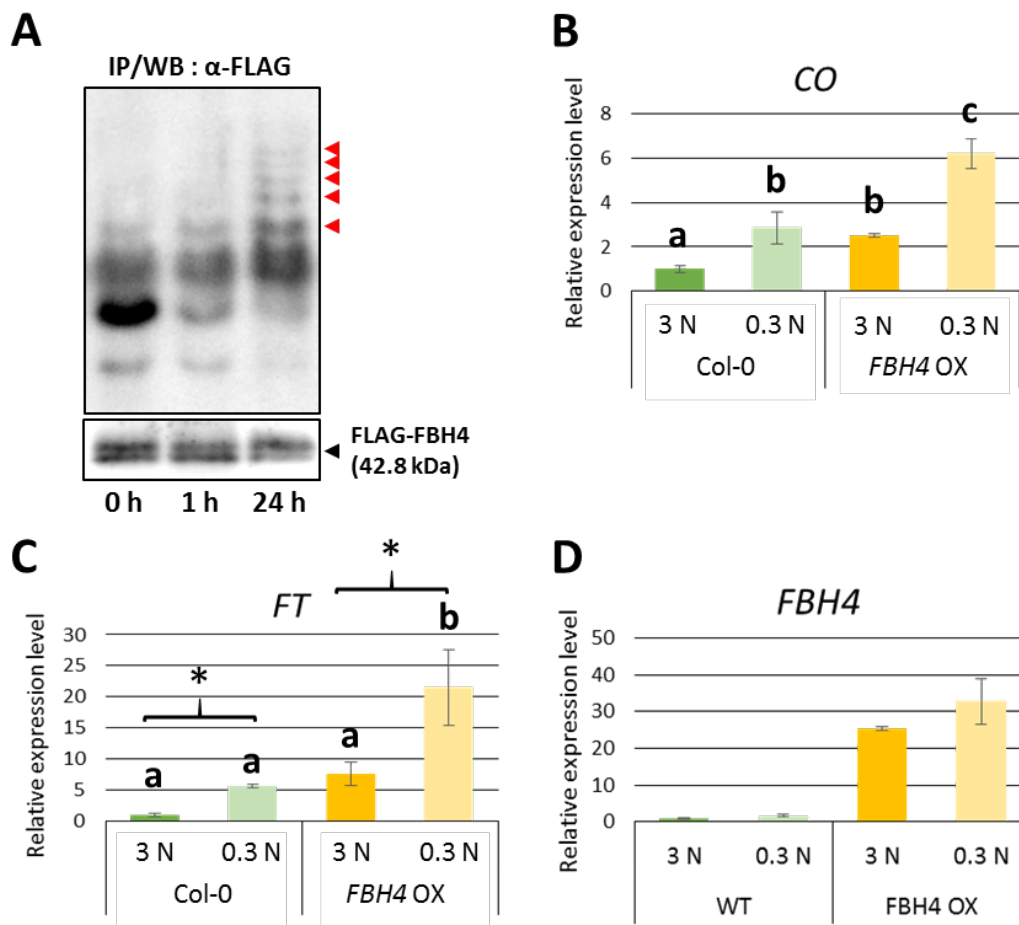 A
IP/WB : α-FLAG
FLAG-FBH4
(42.8 kDa)
0 h 1 h 24 h
B
CO
Relative expression level
8
6
4
2
0
a
b
b
c
3 N 0.3 N 3 N 0.3 N
Col-0 FBH4 OX
C
FT
Relative expression level
30
25
20
15
10
5
0
*
*
a
a
a
b
3 N 0.3 N 3 N 0.3 N
Col-0 FBH4 OX
D
FBH4
Relative expression level
50
40
30
20
10
0
3 N 0.3 N 3 N 0.3 N
WT FBH4 OX